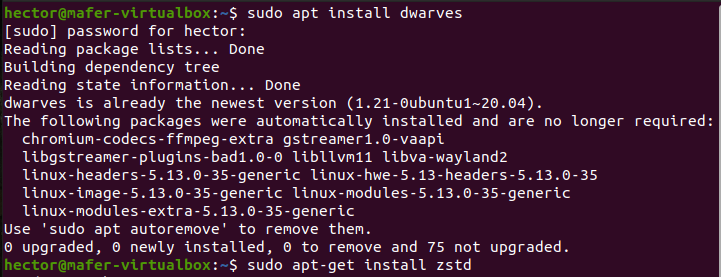 hector@mafer-virtualbox:~$ sudo apt install dwarves
[sudo] password for hector:
Reading package lists... Done
Building dependency tree
Reading state information... Done
dwarves is already the newest version (1.21-0ubuntu1~20.04).
The following packages were automatically installed and are no longer required:
  chromium-codecs-ffmpeg-extra gstreamer1.0-vaapi
  libgstreamer-plugins-bad1.0-0 libllvm11 libva-wayland2
  linux-headers-5.13.0-35-generic linux-hwe-5.13-headers-5.13.0-35
  linux-image-5.13.0-35-generic linux-modules-5.13.0-35-generic
  linux-modules-extra-5.13.0-35-generic
Use 'sudo apt autoremove' to remove them.
0 upgraded, 0 newly installed, 0 to remove and 75 not upgraded.
hector@mafer-virtualbox:~$ sudo apt-get install zstd